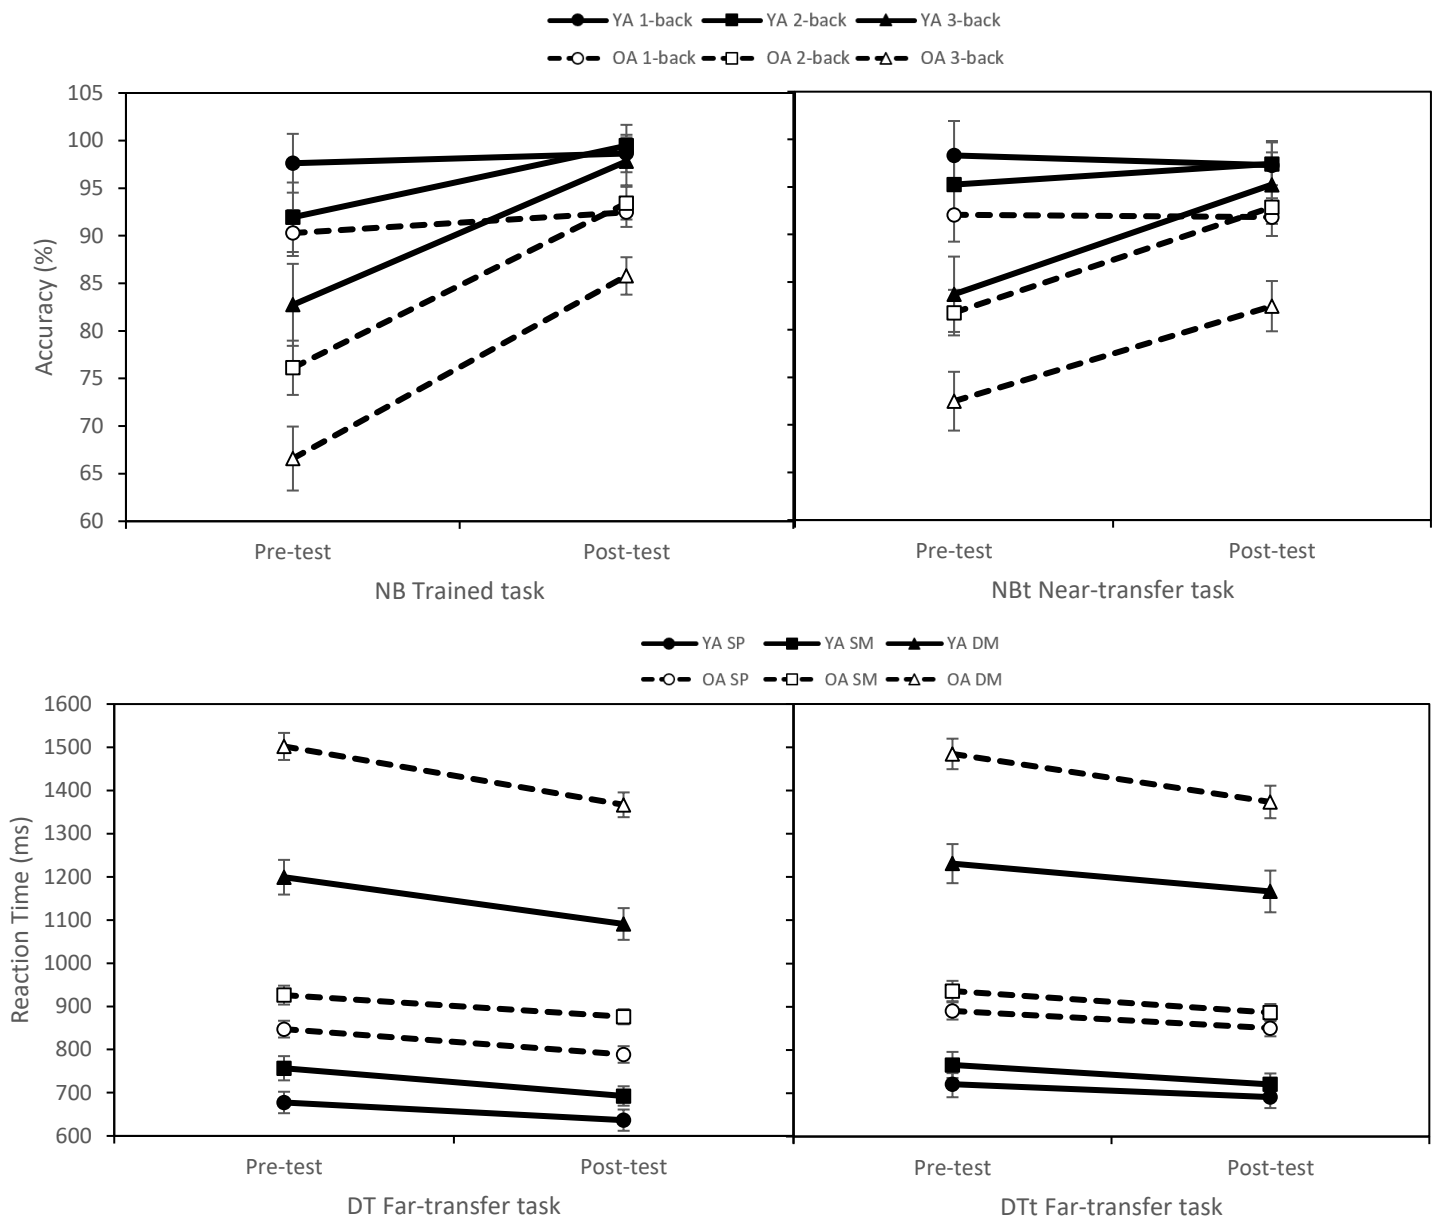 YA 1-back YA 2-back YA 3-back
OA 1-back OA 2-back OA 3-back
105
100
95
90
85
80
75
70
65
60
Accuracy (%)
Pre-test Post-test Pre-test Post-test
NB Trained task NBt Near-transfer task
YA SP YA SM YA DM
OA SP OA SM OA DM
1600
1500
1400
1300
1200
1100
1000
900
800
700
600
Reaction Time (ms)
Pre-test Post-test Pre-test Post-test
DT Far-transfer task DTt Far-transfer task